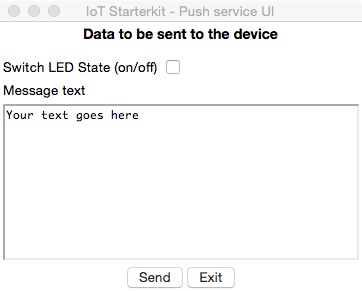 IoT Starterkit - Push service UI
Data to be sent to the device
Switch LED State (on/off)
Message text
Your text goes here
Send Exit